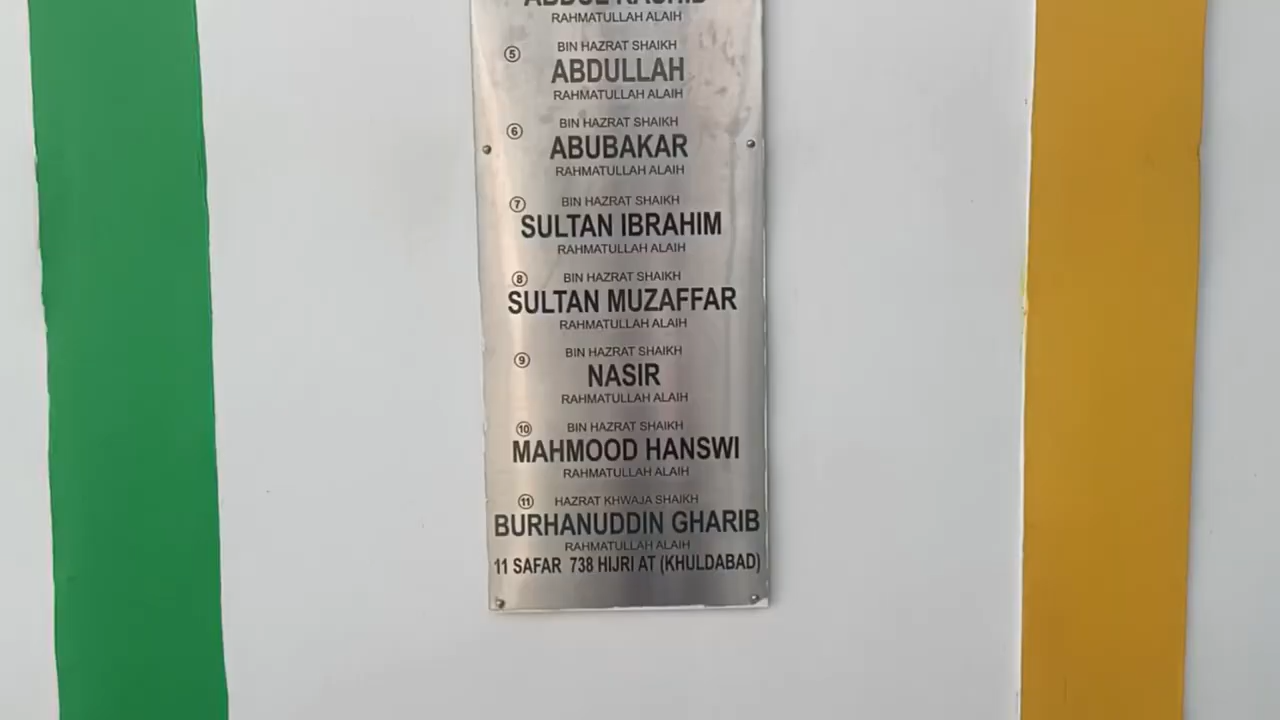 ABDUL RASHID
RAHMATULLAH ALAIH
⑤ BIN HAZRAT SHAIKH
ABDULLAH
RAHMATULLAH ALAIH
⑥ BIN HAZRAT SHAIKH
ABUBAKAR
RAHMATULLAH ALAIH
⑦ BIN HAZRAT SHAIKH
SULTAN IBRAHIM
RAHMATULLAH ALAIH
⑧ BIN HAZRAT SHAIKH
SULTAN MUZAFFAR
RAHMATULLAH ALAIH
⑨ BIN HAZRAT SHAIKH
NASIR
RAHMATULLAH ALAIH
⑩ BIN HAZRAT SHAIKH
MAHMOOD HANSWI
RAHMATULLAH ALAIH
⑪ HAZRAT KHWAJA SHAIKH
BURHANUDDIN GHARIB
RAHMATULLAH ALAIH
11 SAFAR 738 HIJRI AT (KHULDABAD)